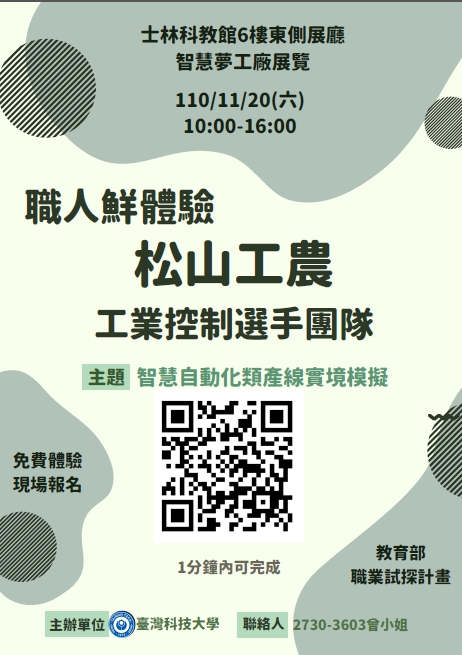 士林科教館6樓東側展廳
智慧夢工廠展覽
110/11/20(六)
10:00-16:00
職人鮮體驗
松山工農
工業控制選手團隊
主題 智慧自動化類產線實境模擬
免費體驗
現場報名
1分鐘內可完成
教育部
職業試探計畫
主辦單位 臺灣科技大學 聯絡人 2730-3603曾小姐